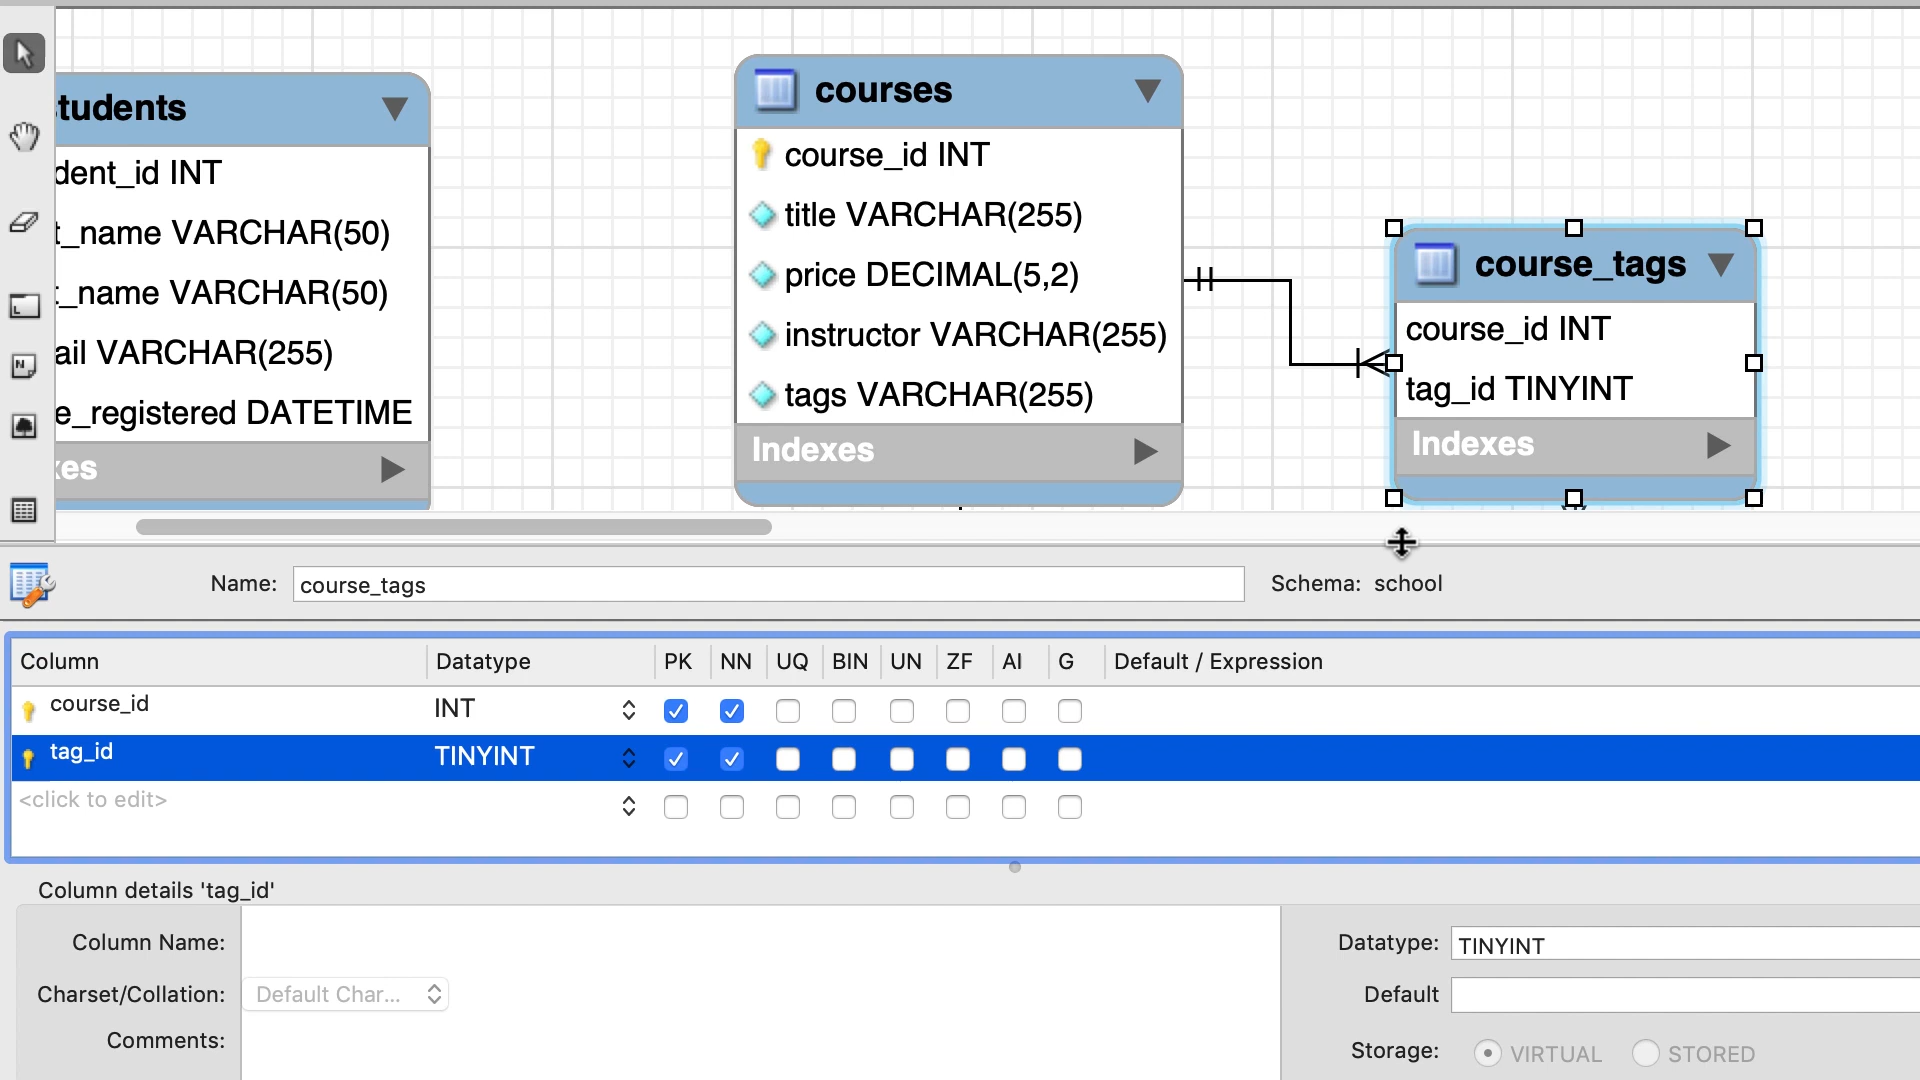 tudents
dent_id INT
t_name VARCHAR(50)
t_name VARCHAR(50)
ail VARCHAR(255)
e_registered DATETIME
xes
courses
course_id INT
title VARCHAR(255)
price DECIMAL(5,2)
instructor VARCHAR(255)
tags VARCHAR(255)
Indexes
course_tags
course_id INT
tag_id TINYINT
Indexes
Name: course_tags Schema: school
Column Datatype PK NN UQ BIN UN ZF AI G Default / Expression
course_id INT
tag_id TINYINT
<click to edit>
Column details 'tag_id'
Column Name: Datatype: TINYINT
Charset/Collation: Default Char... Default
Comments: Storage: VIRTUAL STORED